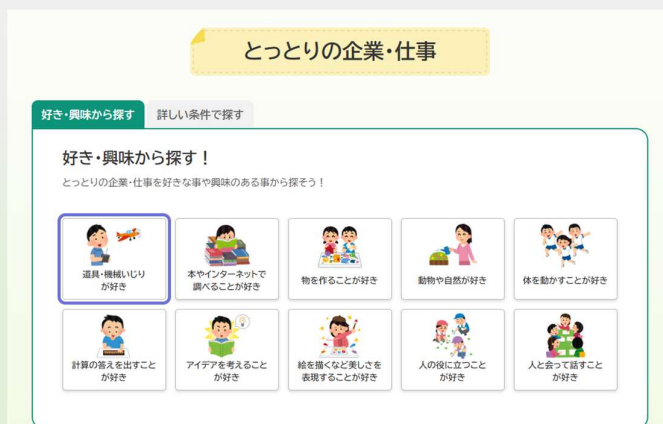 とっとりの企業・仕事
好き・興味から探す
詳しい条件で探す
好き・興味から探す！
とっとりの企業・仕事を好きな事や興味のある事から探そう！
道具・機械いじり
が好き
本やインターネットで
調べることが好き
物を作ることが好き
動物や自然が好き
体を動かすことが好き
計算の答えを出すこと
が好き
アイデアを考えること
が好き
絵を描くなど美しさを
表現することが好き
人の役に立つこと
が好き
人と会って話すこと
が好き